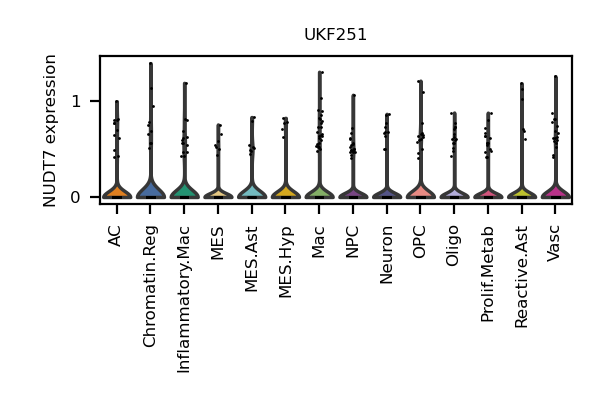 UKF251
NUDT7 expression
1
0
AC
Chromatin.Reg
Inflammatory.Mac
MES
MES.Ast
MES.Hyp
Mac
NPC
Neuron
OPC
Oligo
Prolif.Metab
Reactive.Ast
Vasc